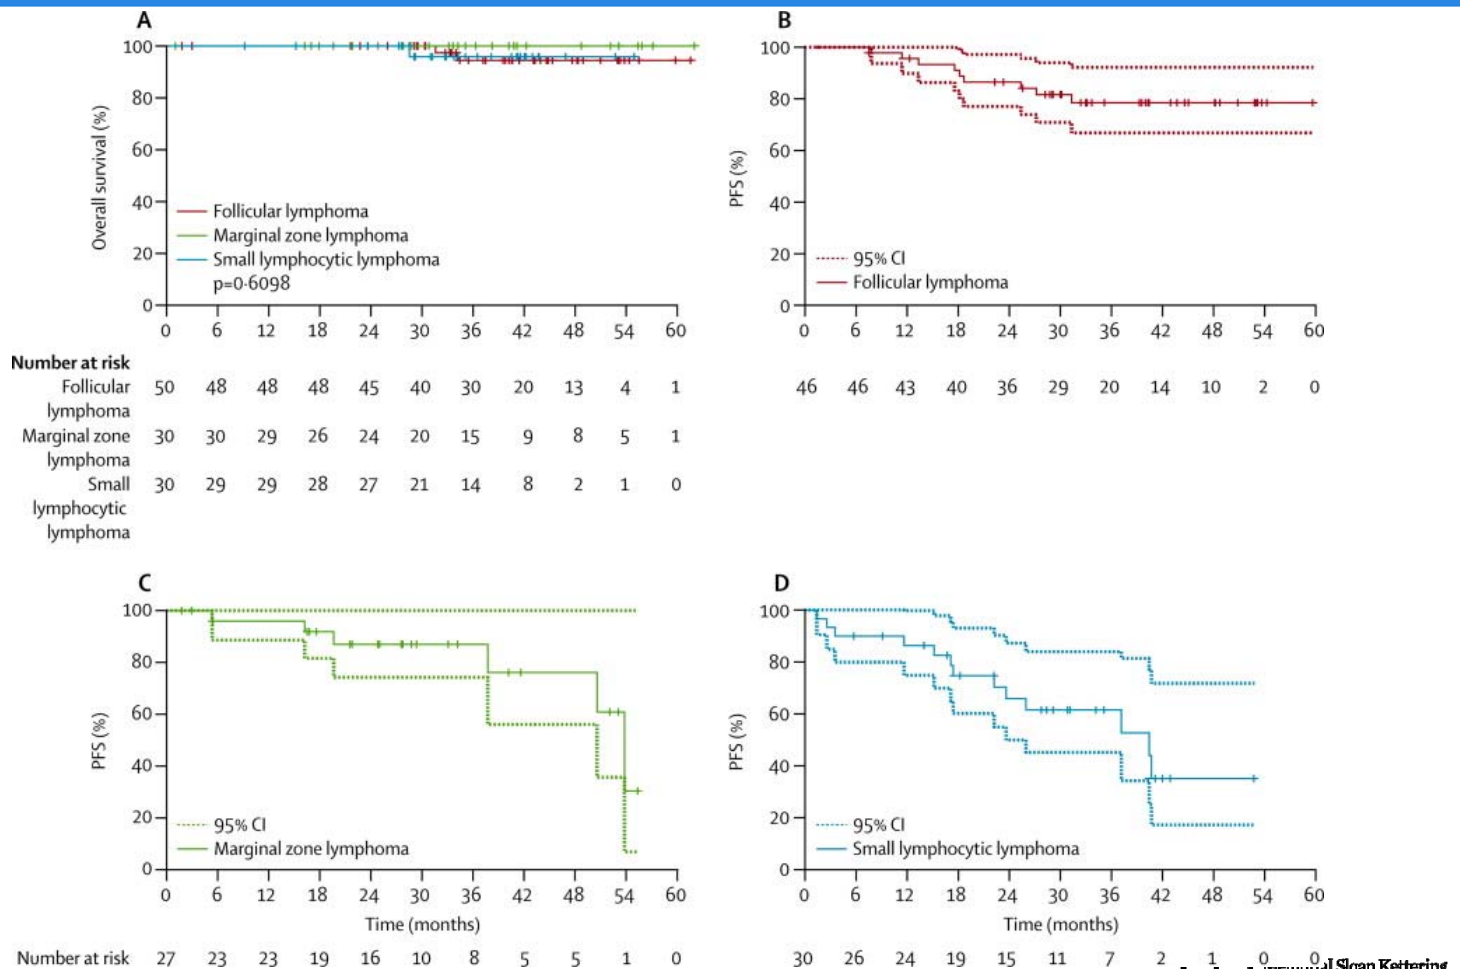 A
100
80
60
40
20
0
Overall survival (%)
Follicular lymphoma
Marginal zone lymphoma
Small lymphocytic lymphoma
p=0·6098
0 6 12 18 24 30 36 42 48 54 60
Number at risk
Follicular lymphoma 50 48 48 48 45 40 30 20 13 4 1
Marginal zone lymphoma 30 30 29 26 24 20 15 9 8 5 1
Small lymphocytic lymphoma 30 29 29 28 27 21 14 8 2 1 0
B
100
80
60
40
20
0
PFS (%)
95% CI
Follicular lymphoma
0 6 12 18 24 30 36 42 48 54 60
46 46 43 40 36 29 20 14 10 2 0
C
100
80
60
40
20
0
PFS (%)
95% CI
Marginal zone lymphoma
0 6 12 18 24 30 36 42 48 54 60
Time (months)
Number at risk 27 23 23 19 16 10 8 5 5 1 0
D
100
80
60
40
20
0
PFS (%)
95% CI
Small lymphocytic lymphoma
0 6 12 18 24 30 36 42 48 54 60
Time (months)
30 26 24 19 15 11 7 2 1 0 0
Sloan Kettering